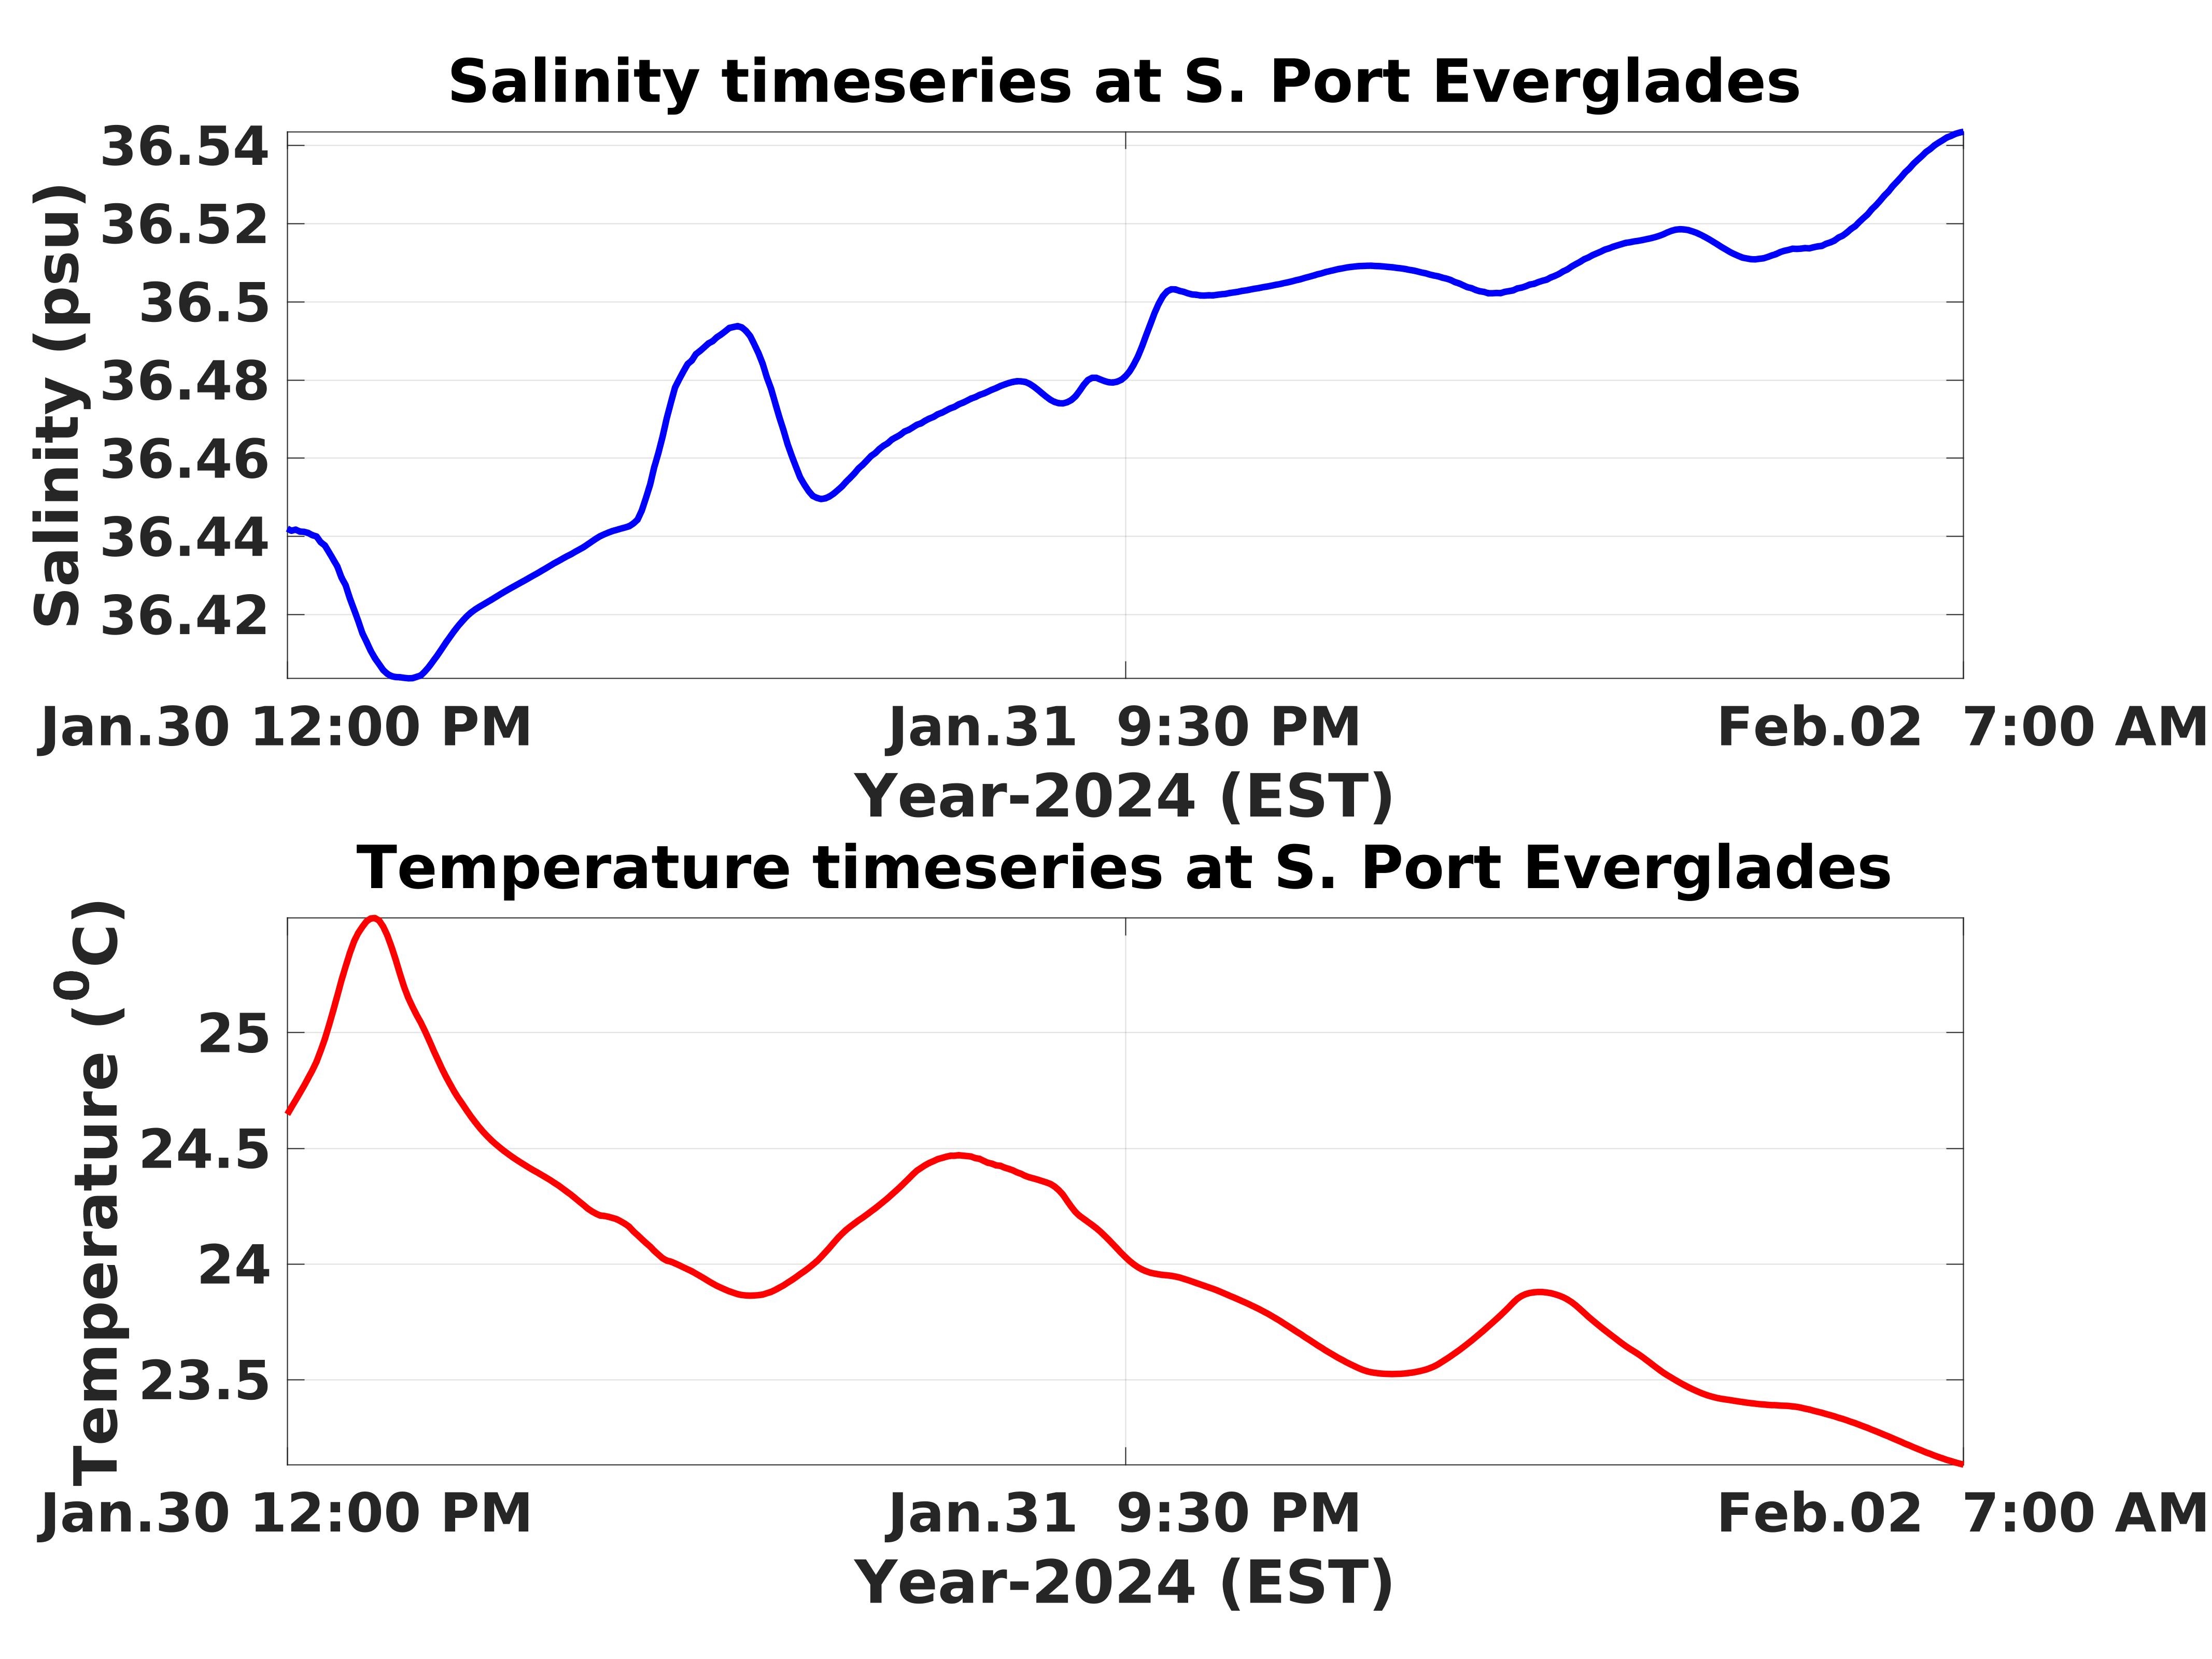 Salinity timeseries at S. Port Everglades
Salinity (psu)
36.54
36.52
36.5
36.48
36.46
36.44
36.42
Jan.30 12:00 PM Jan.31 9:30 PM Feb.02 7:00 AM
Year-2024 (EST)
Temperature timeseries at S. Port Everglades
Temperature (⁰C)
25
24.5
24
23.5
Jan.30 12:00 PM Jan.31 9:30 PM Feb.02 7:00 AM
Year-2024 (EST)